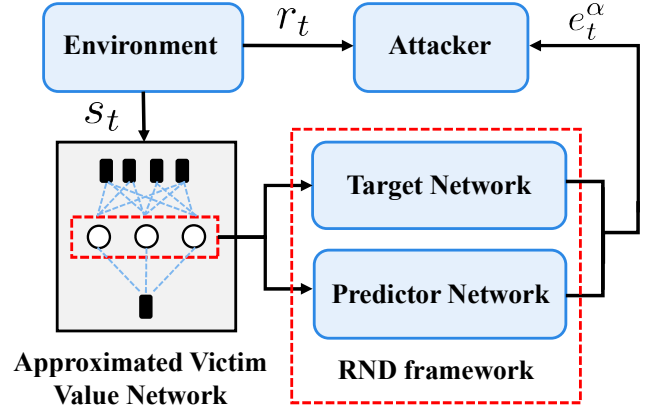 Environment
r_t
Attacker
e_t^α
s_t
Target Network
Predictor Network
Approximated Victim
Value Network
RND framework